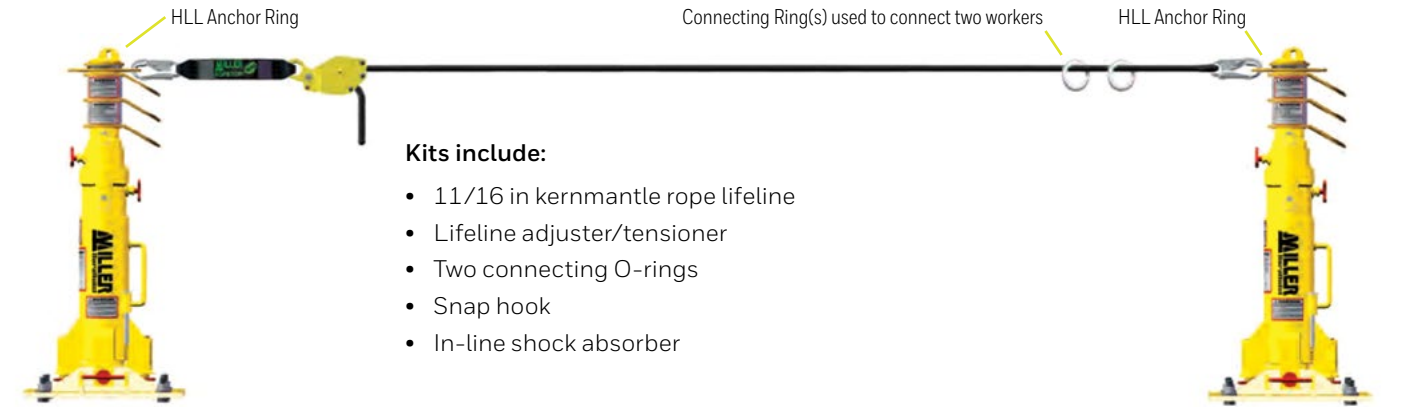 HLL Anchor Ring
Connecting Ring(s) used to connect two workers
HLL Anchor Ring
Kits include:
• 11/16 in kernmantle rope lifeline
• Lifeline adjuster/tensioner
• Two connecting O-rings
• Snap hook
• In-line shock absorber
MILLER
MILLER